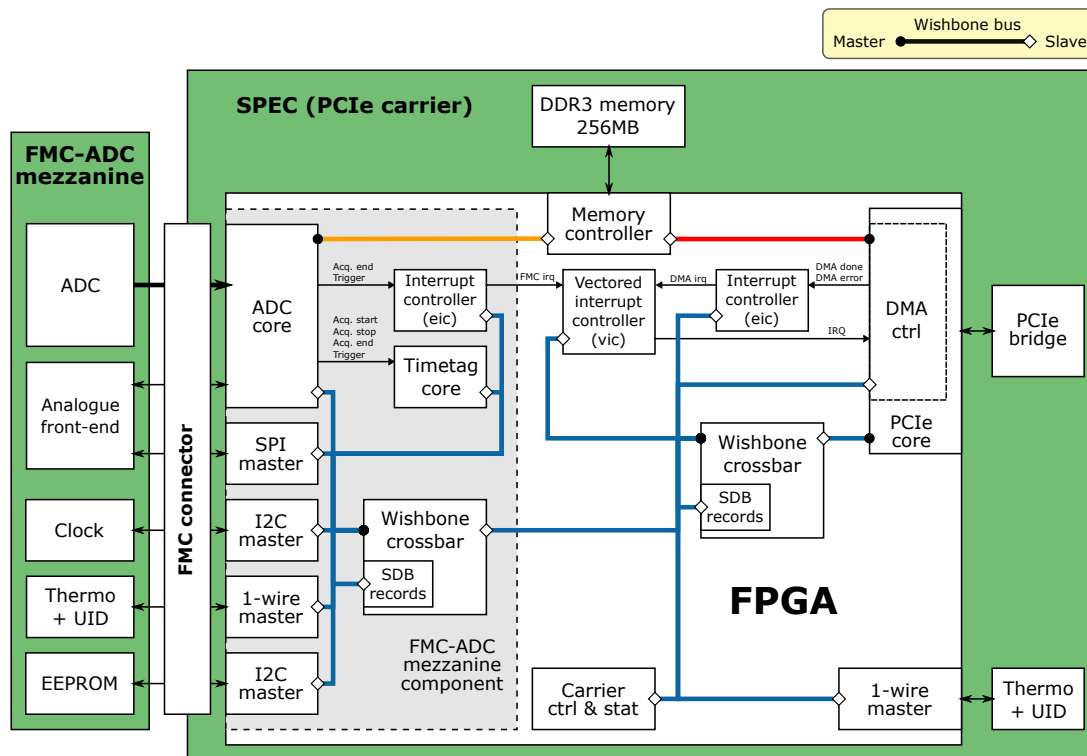 Wishbone bus
Master
Slave
SPEC (PCIe carrier)
DDR3 memory
256MB
FMC-ADC
mezzanine
Memory
controller
ADC
ADC
core
Acq. end
Trigger
Interrupt
controller
(eic)
FMC irq
Vectored
interrupt
controller
(vic)
DMA irq
Interrupt
controller
(eic)
DMA done
DMA error
DMA
ctrl
PCIe
bridge
Acq. start
Acq. stop
Acq. end
Trigger
IRQ
Timetag
core
Analogue
front-end
FMC connector
SPI
master
PCIe
core
Wishbone
crossbar
SDB
records
Clock
I2C
master
Wishbone
crossbar
SDB
records
Thermo
+ UID
1-wire
master
FPGA
FMC-ADC
mezzanine
component
EEPROM
I2C
master
Carrier
ctrl & stat
1-wire
master
Thermo
+ UID